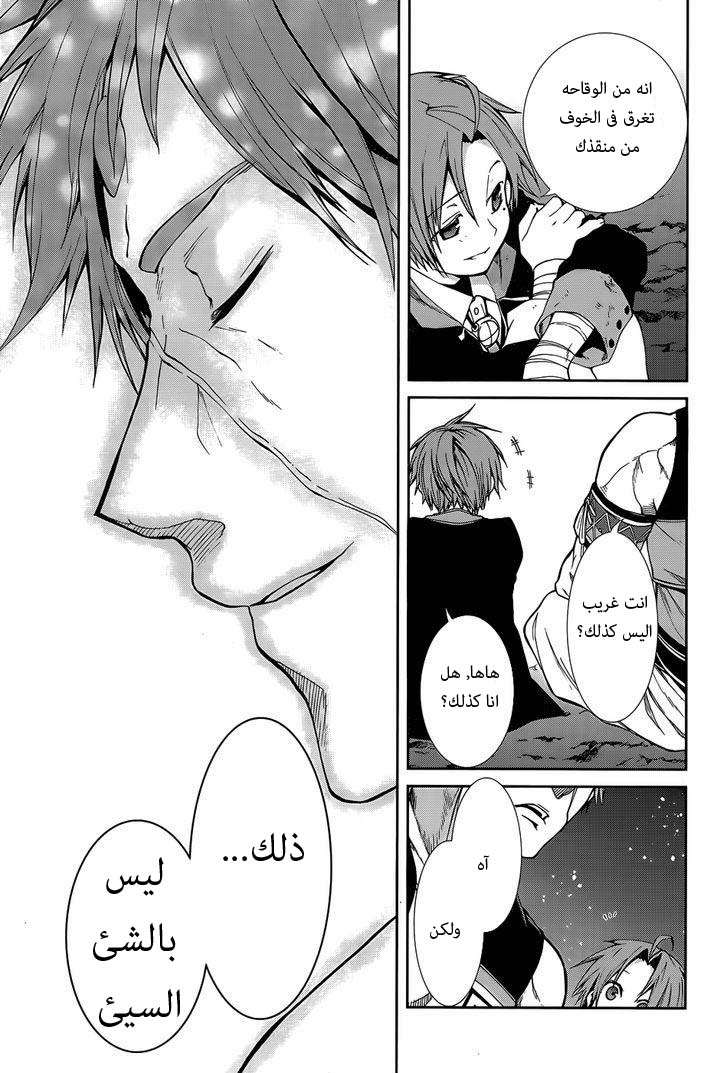 انه من الوقاحه
تغرق فى الخوف
من منقذك
انت غريب
اليس كذلك؟
هاها, هل
انا كذلك؟
آه
ولكن
ذلك...
ليس
بالشئ
السيئ